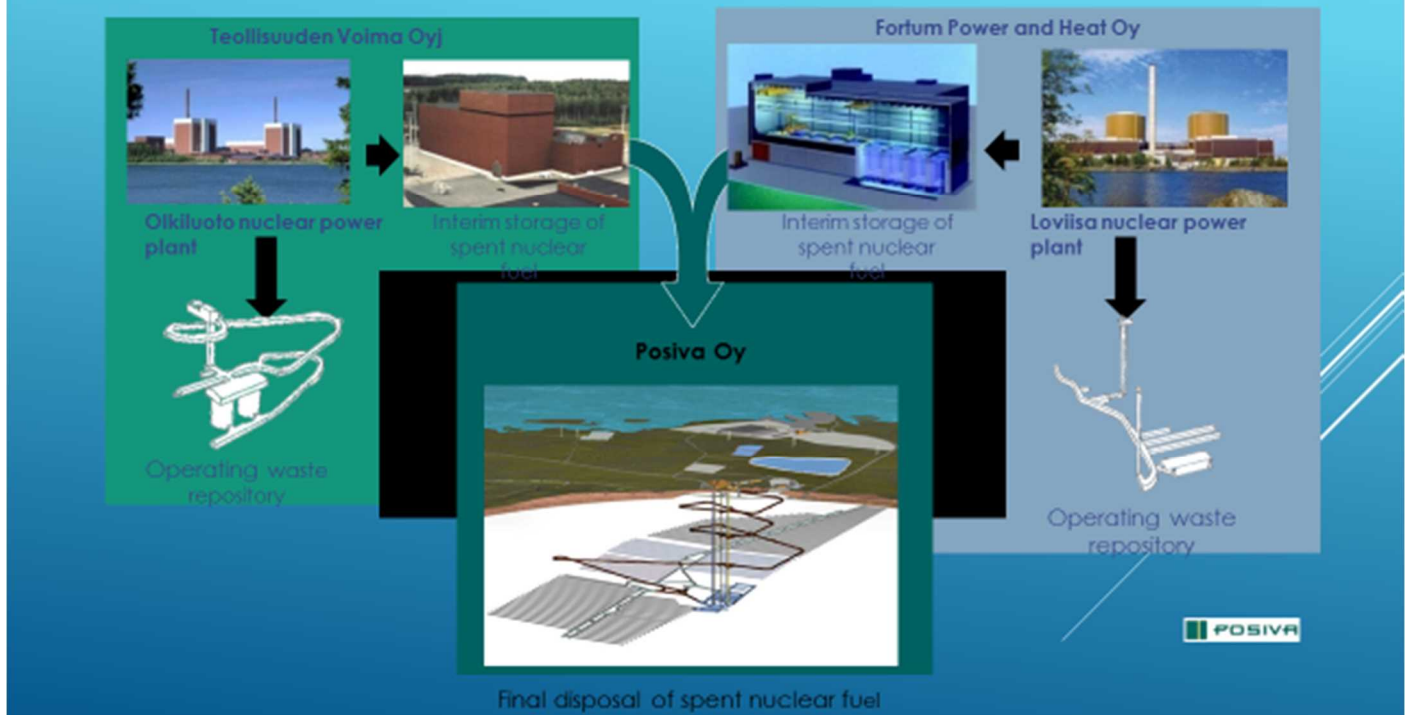 Teollisuuden Voima Oyj
Fortum Power and Heat Oy
Olkiluoto nuclear power
plant
Interim storage of
spent nuclear
fuel
Interim storage of
spent nuclear
fuel
Loviisa nuclear power
plant
Posiva Oy
Operating waste
repository
Operating waste
repository
POSIVA
Final disposal of spent nuclear fuel